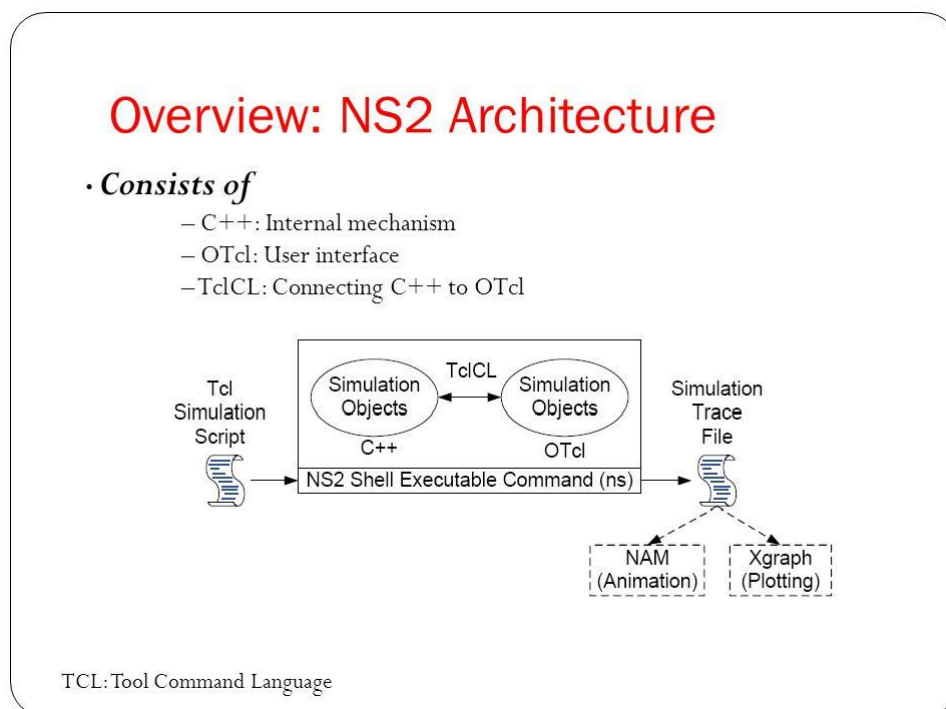 Overview: NS2 Architecture
• Consists of
– C++: Internal mechanism
– OTcl: User interface
–TclCL: Connecting C++ to OTcl
Tcl
Simulation
Script
Simulation
Objects
C++
TclCL
Simulation
Objects
OTcl
NS2 Shell Executable Command (ns)
Simulation
Trace
File
NAM
(Animation)
Xgraph
(Plotting)
TCL: Tool Command Language